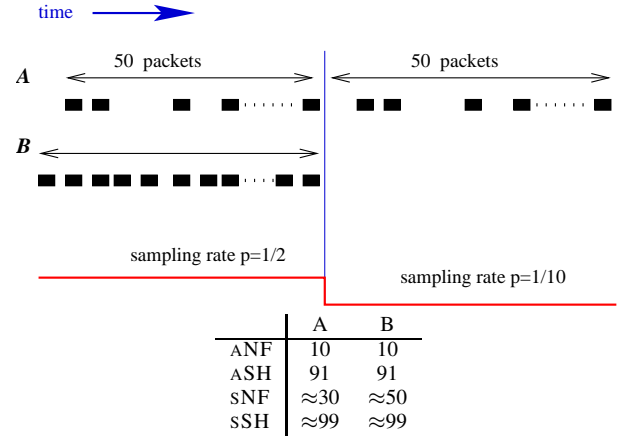 time
50 packets 50 packets
A
B
sampling rate p=1/2
sampling rate p=1/10
A B
ANF 10 10
ASH 91 91
SNF ≈30 ≈50
SSH ≈99 ≈99